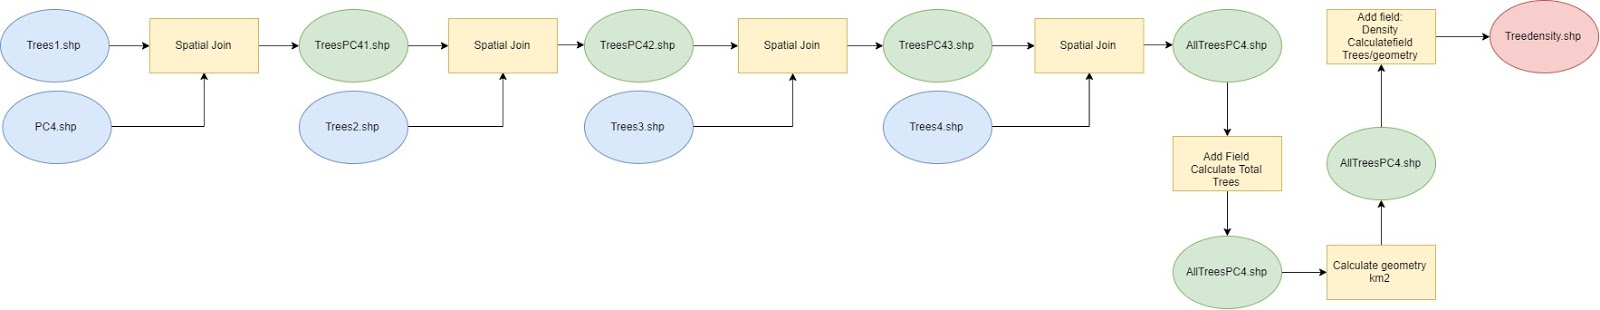 Trees1.shp
Spatial Join
TreesPC41.shp
Spatial Join
TreesPC42.shp
Spatial Join
TreesPC43.shp
Spatial Join
AllTreesPC4.shp
Add field:
Density
Calculatefield
Trees/geometry
Treedensity.shp
PC4.shp
Trees2.shp
Trees3.shp
Trees4.shp
Add Field
Calculate Total
Trees
AllTreesPC4.shp
AllTreesPC4.shp
Calculate geometry
km2